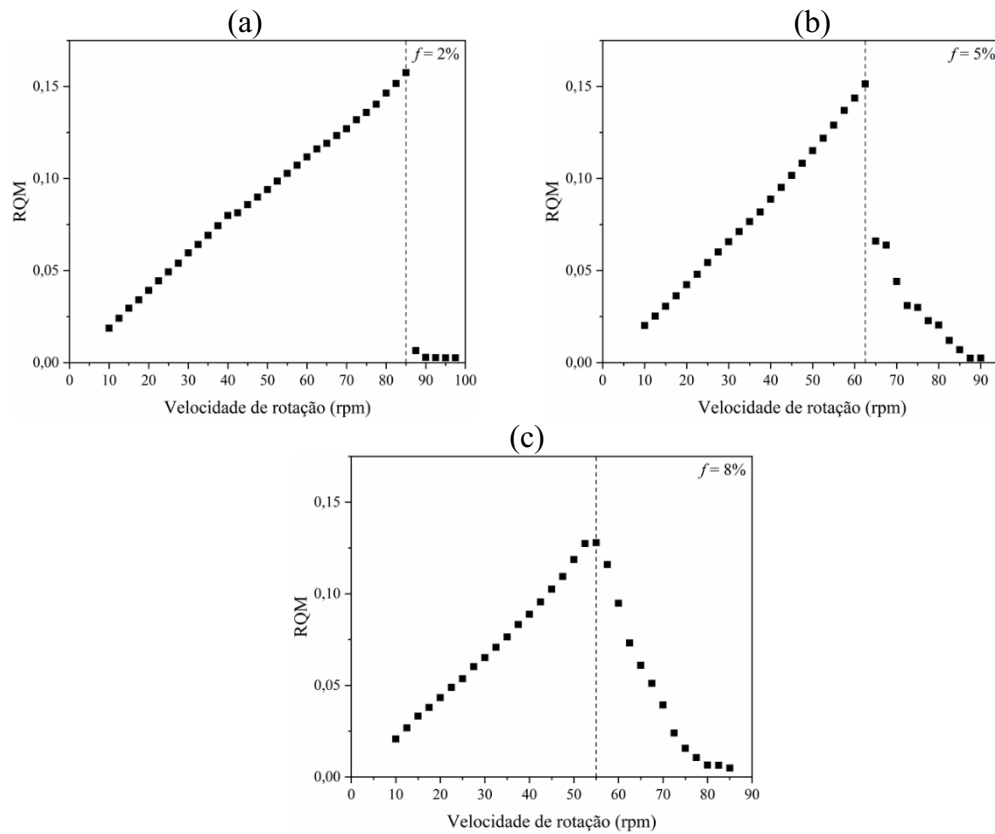 (a)
f = 2%
0,15
0,10
0,05
0,00
RQM
0 10 20 30 40 50 60 70 80 90 100
Velocidade de rotação (rpm)
(b)
f = 5%
0,15
0,10
0,05
0,00
RQM
0 10 20 30 40 50 60 70 80 90
Velocidade de rotação (rpm)
(c)
f = 8%
0,15
0,10
0,05
0,00
RQM
0 10 20 30 40 50 60 70 80 90
Velocidade de rotação (rpm)